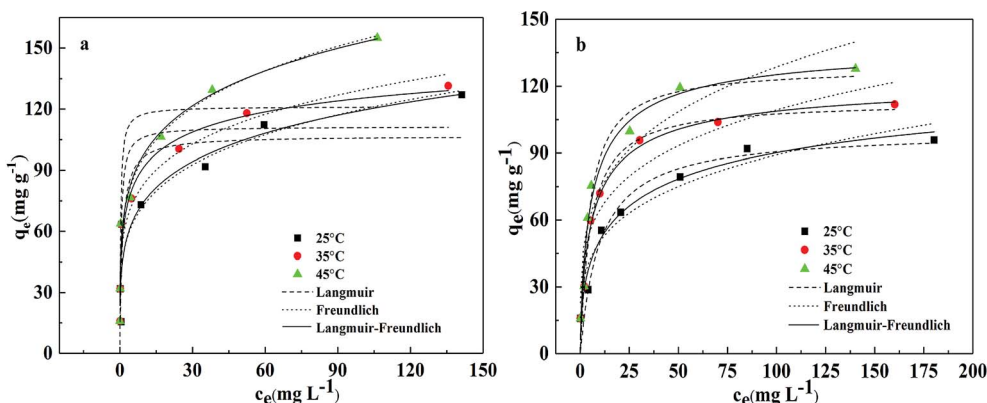 a
150
120
90
60
30
0
qe(mg g-1)
25°C
35°C
45°C
Langmuir
Freundlich
Langmuir-Freundlich
0 30 60 90 120 150
ce(mg L-1)
b
150
120
90
60
30
0
qe(mg g-1)
25°C
35°C
45°C
Langmuir
Freundlich
Langmuir-Freundlich
0 25 50 75 100 125 150 175 200
ce(mg L-1)